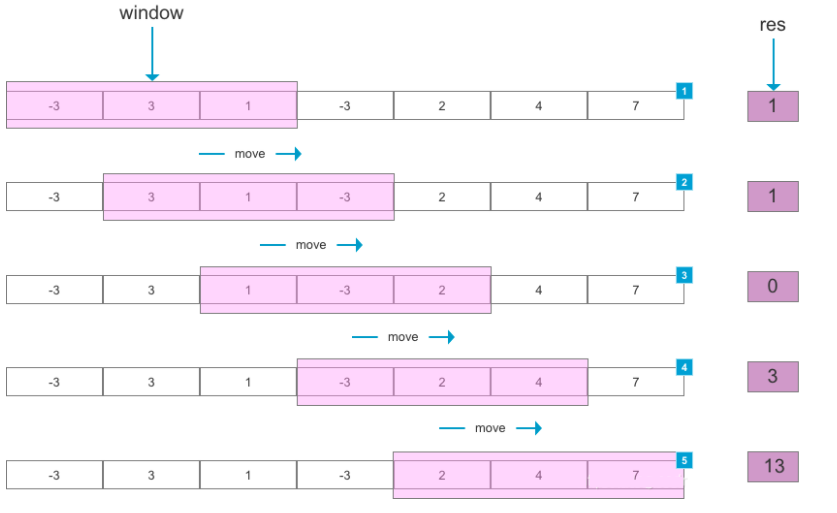 window
res
1
-3 3 1 -3 2 4 7 1
move
2
-3 3 1 -3 2 4 7 1
move
3
-3 3 1 -3 2 4 7 0
move
4
-3 3 1 -3 2 4 7 3
move
5
-3 3 1 -3 2 4 7 13